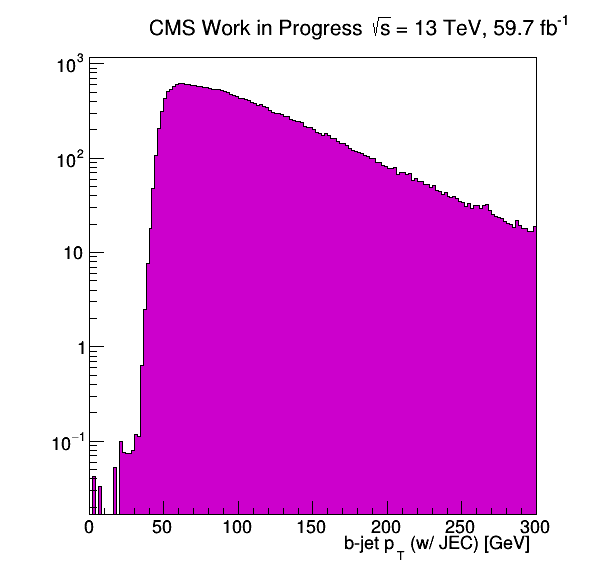 CMS Work in Progress √s = 13 TeV, 59.7 fb⁻¹
10³
10²
10
1
10⁻¹
0 50 100 150 200 250 300
b-jet p_T (w/ JEC) [GeV]